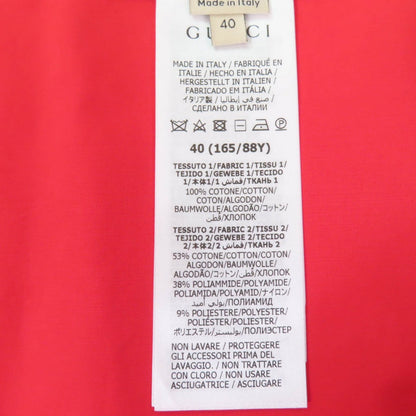 Made in Italy
40
GUCCI
MADE IN ITALY / FABRIQUÉ EN
ITALIE / HECHO EN ITALIA /
HERGESTELLT IN ITALIEN /
FABRICADO EM ITÁLIA /
イタリア製 / صنع في إيطاليا /
СДЕЛАНО В ИТАЛИИ
40 (165/88Y)
TESSUTO 1/FABRIC 1/TISSU 1/
TEJIDO 1/GEWEBE 1/TECIDO
1/本体1/1 قماش/ТКАНЬ 1
100% COTONE/COTTON/
COTON/ALGODON/
BAUMWOLLE/ALGODÃO/コットン/
قطن/ХЛОПОК
TESSUTO 2/FABRIC 2/TISSU 2/
TEJIDO 2/GEWEBE 2/TECIDO
2/本体2/2 قماش/ТКАНЬ 2
53% COTONE/COTTON/COTON/
ALGODON/BAUMWOLLE/
ALGODÃO/コットン/قطن/ХЛОПОК
38% POLIAMMIDE/POLYAMIDE/
POLIAMIDA/POLYAMID/ナイロン/
POLIAMIDA/بولي أميد/ПОЛИАМИД
9% POLIESTERE/POLYESTER/
POLIÉSTER/POLYESTER/
ポリエステル/بوليستر/ПОЛИЭСТЕР
NON LAVARE / PROTEGGERE
GLI ACCESSORI PRIMA DEL
LAVAGGIO / NON TRATTARE
CON CLORO / NON USARE
ASCIUGATRICE / ASCIUGARE